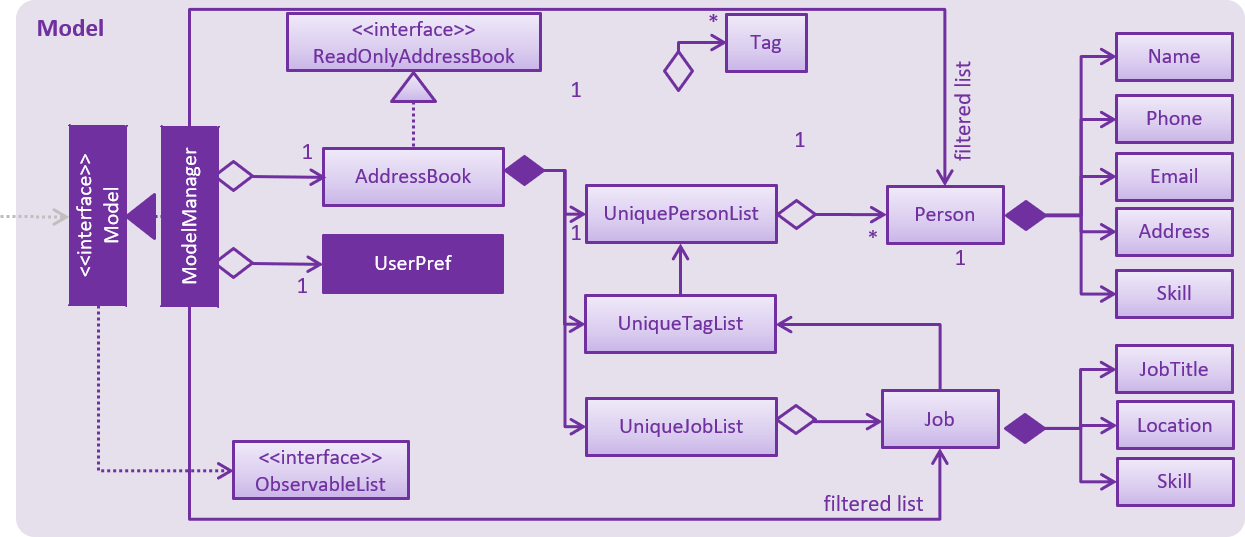 Model
<<interface>>
ReadOnlyAddressBook
*
Tag
Name
1
filtered list
Phone
<<interface>>
Model
ModelManager
1
AddressBook
1
Email
UniquePersonList
Person
Address
1
*
1
UserPref
1
Skill
UniqueTagList
JobTitle
UniqueJobList
Job
Location
<<interface>>
ObservableList
Skill
filtered list